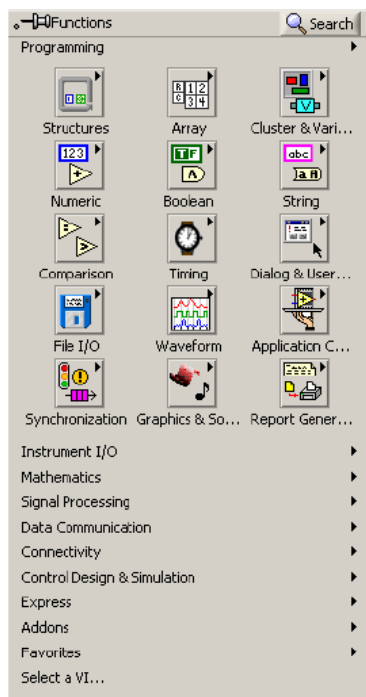 Functions
Search
Programming
Structures
Array
Cluster & Vari...
Numeric
Boolean
String
Comparison
Timing
Dialog & User...
File I/O
Waveform
Application C...
Synchronization
Graphics & So...
Report Gener...
Instrument I/O
Mathematics
Signal Processing
Data Communication
Connectivity
Control Design & Simulation
Express
Addons
Favorites
Select a VI...